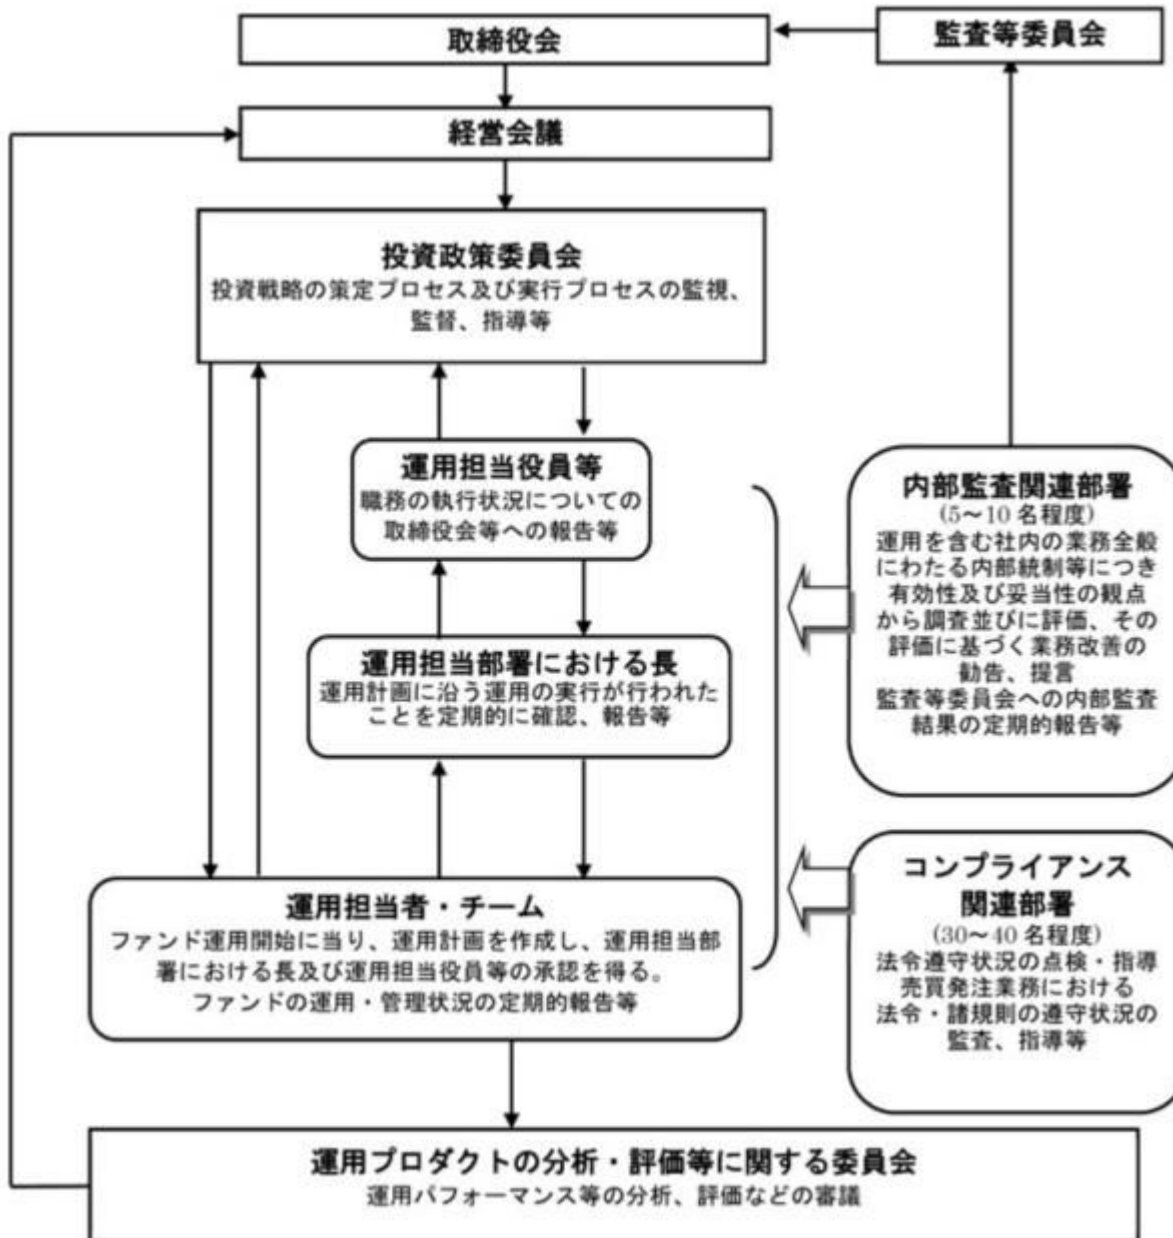 取締役会
監査等委員会
経営会議
投資政策委員会
投資戦略の策定プロセス及び実行プロセスの監視、
監督、指導等
運用担当役員等
職務の執行状況についての
取締役会等への報告等
運用担当部署における長
運用計画に沿う運用の実行が行われた
ことを定期的に確認、報告等
運用担当者・チーム
ファンド運用開始に当り、運用計画を作成し、運用担当部
署における長及び運用担当役員等の承認を得る。
ファンドの運用・管理状況の定期的報告等
内部監査関連部署
(5～10 名程度)
運用を含む社内の業務全般
にわたる内部統制等につき
有効性及び妥当性の観点
から調査並びに評価、その
評価に基づく業務改善の
勧告、提言
監査等委員会への内部監査
結果の定期的報告等
コンプライアンス
関連部署
(30～40 名程度)
法令遵守状況の点検・指導
売買発注業務における
法令・諸規則の遵守状況の
監査、指導等
運用プロダクトの分析・評価等に関する委員会
運用パフォーマンス等の分析、評価などの審議